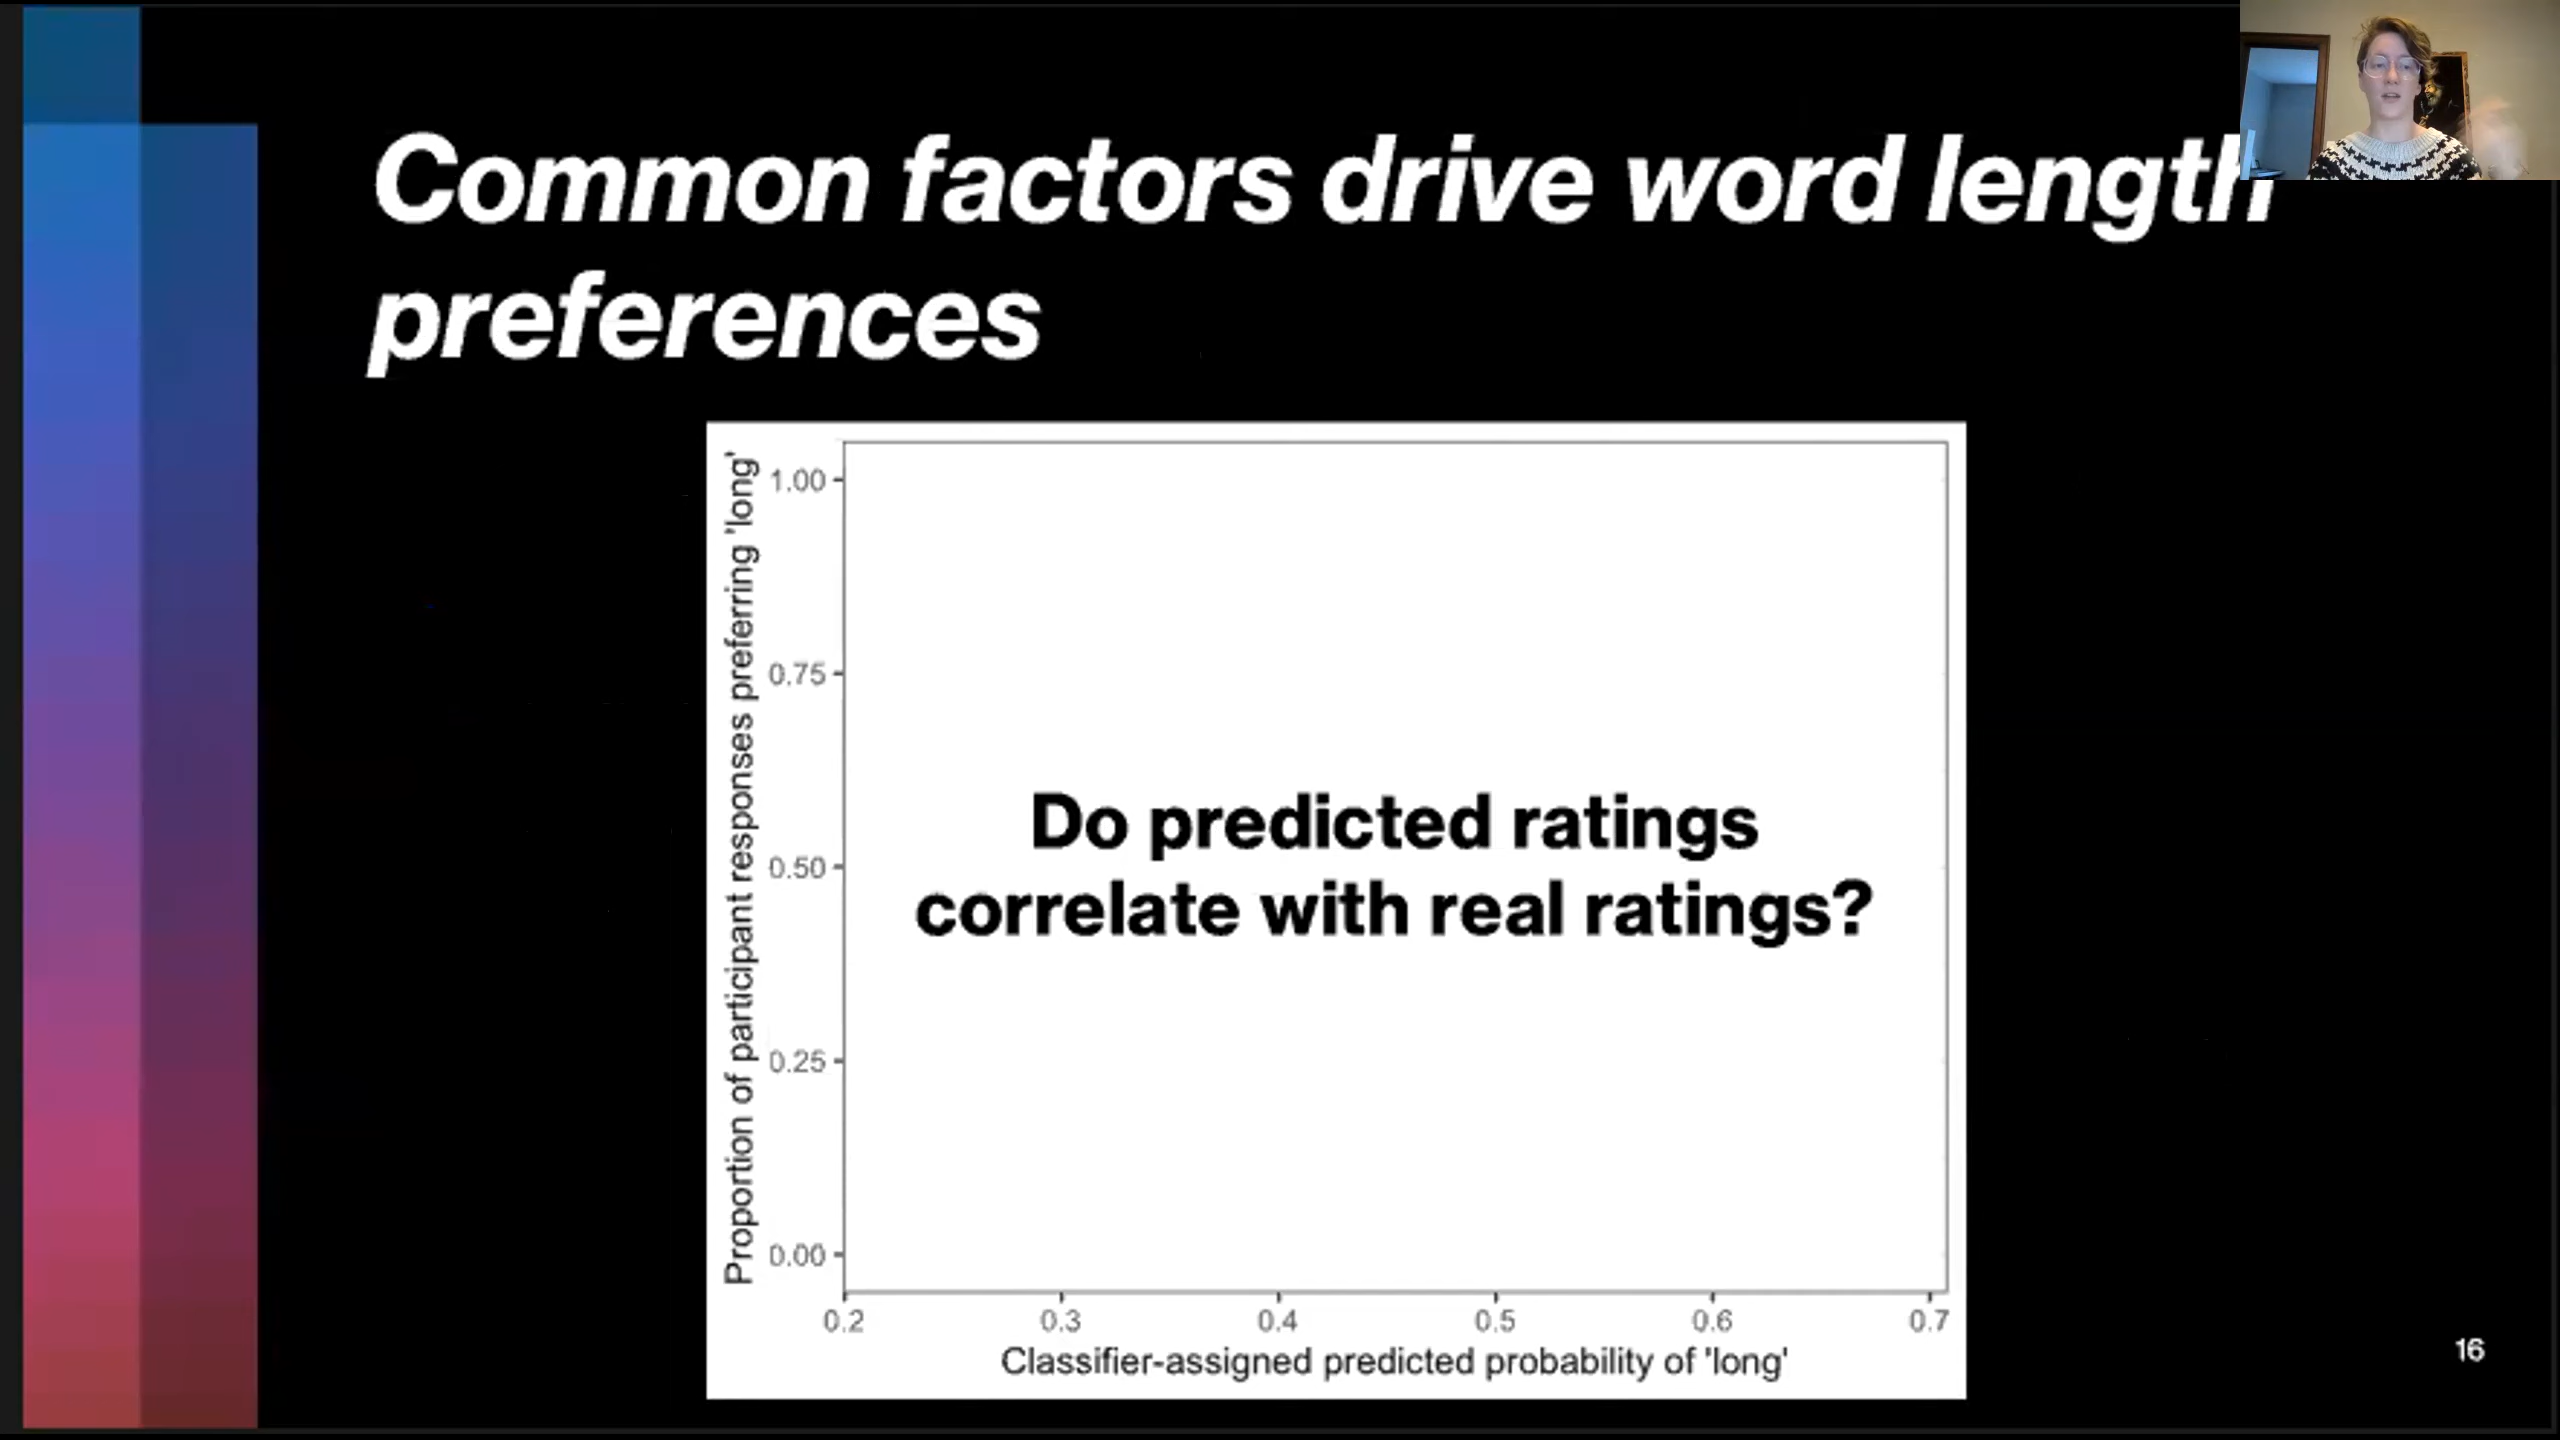 Common factors drive word length
preferences
Proportion of participant responses preferring 'long'
1.00
0.75
0.50
0.25
0.00
Do predicted ratings
correlate with real ratings?
0.2 0.3 0.4 0.5 0.6 0.7
Classifier-assigned predicted probability of 'long'
16